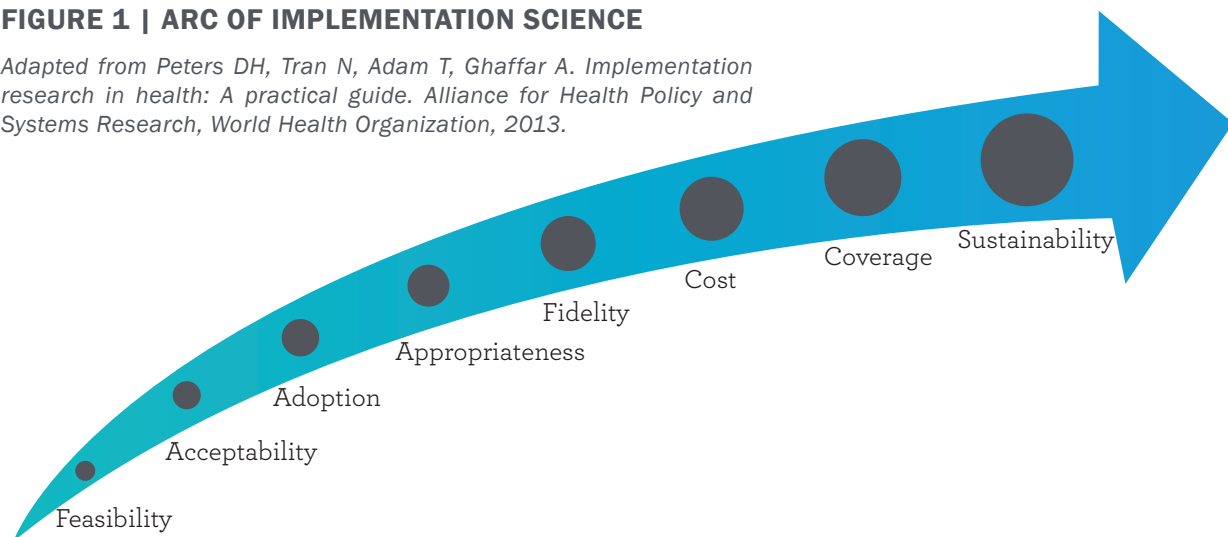 FIGURE 1 | ARC OF IMPLEMENTATION SCIENCE
Adapted from Peters DH, Tran N, Adam T, Ghaffar A. Implementation
research in health: A practical guide. Alliance for Health Policy and
Systems Research, World Health Organization, 2013.
Feasibility
Acceptability
Adoption
Appropriateness
Fidelity
Cost
Coverage
Sustainability